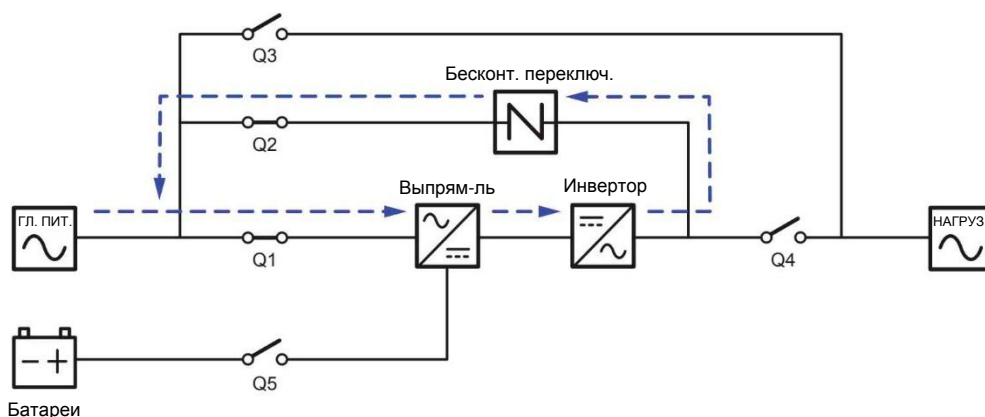 Q3
Бесконт. переключ.
Q2
Выпрям-ль
Инвертор
ГЛ. ПИТ.
НАГРУЗ
Q1
Q4
Q5
Батареи